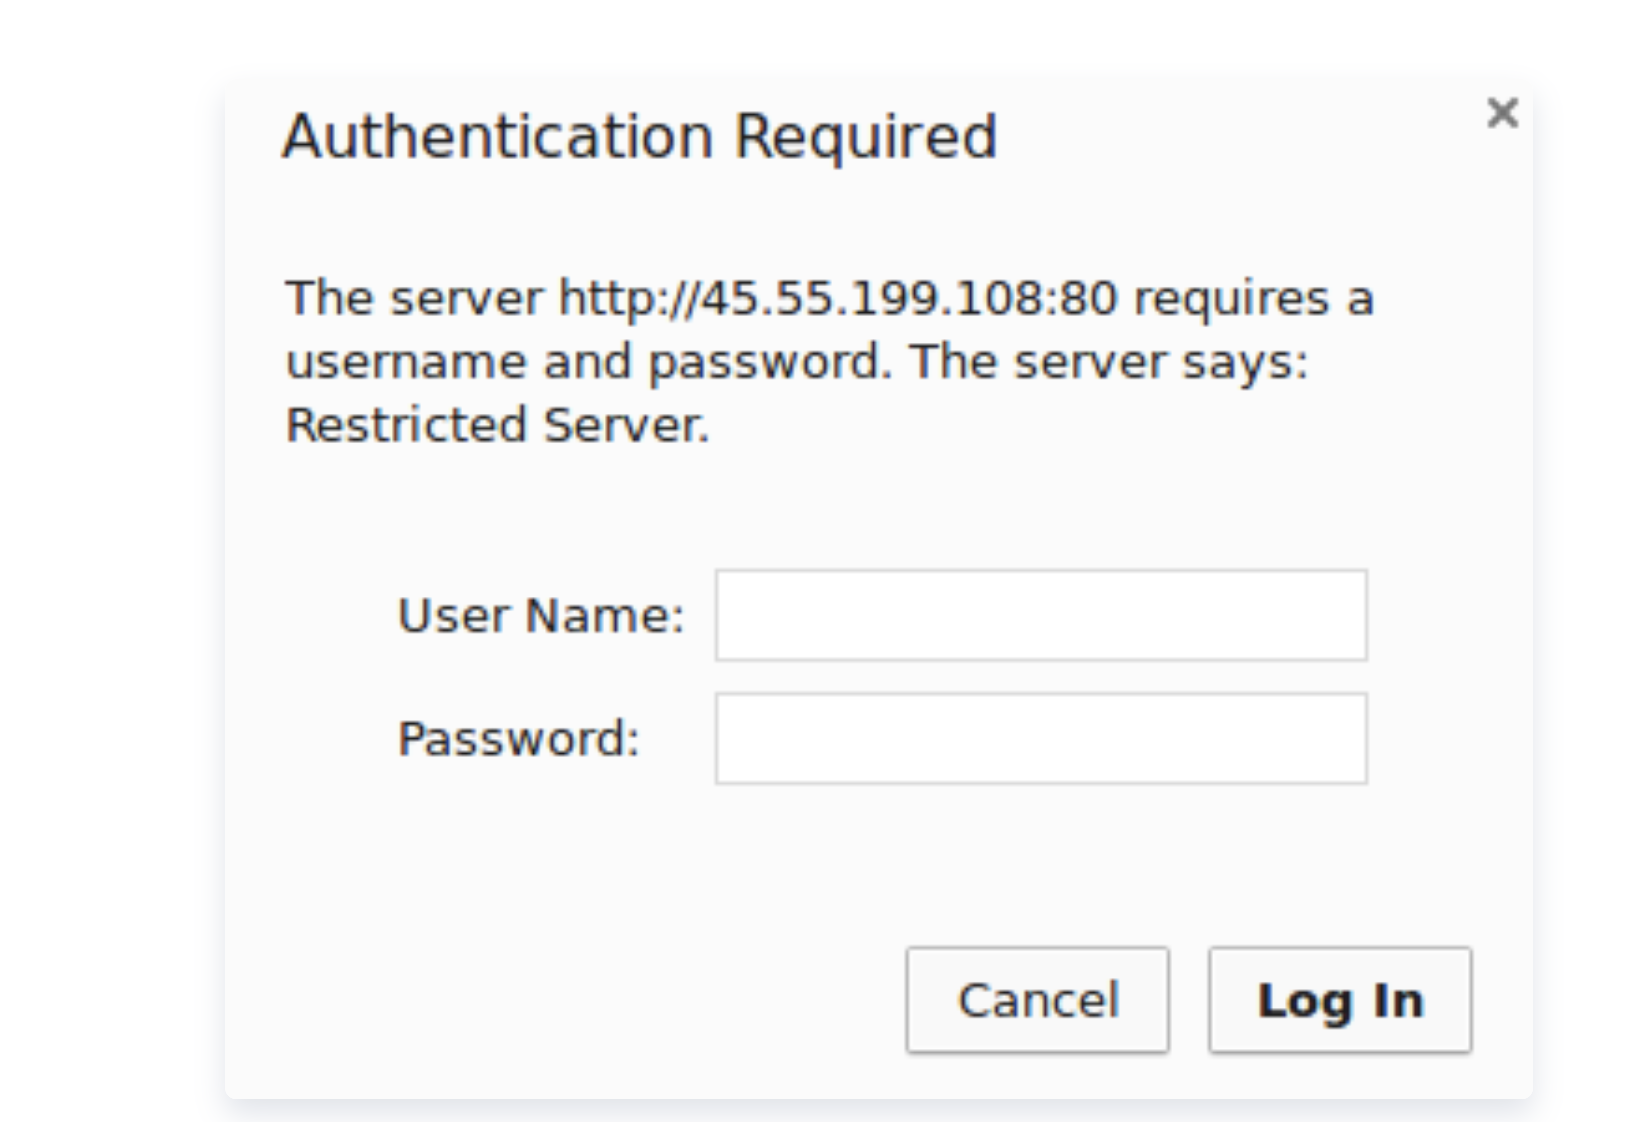 Authentication Required
The server http://45.55.199.108:80 requires a
username and password. The server says:
Restricted Server.
User Name:
Password:
Cancel
Log In